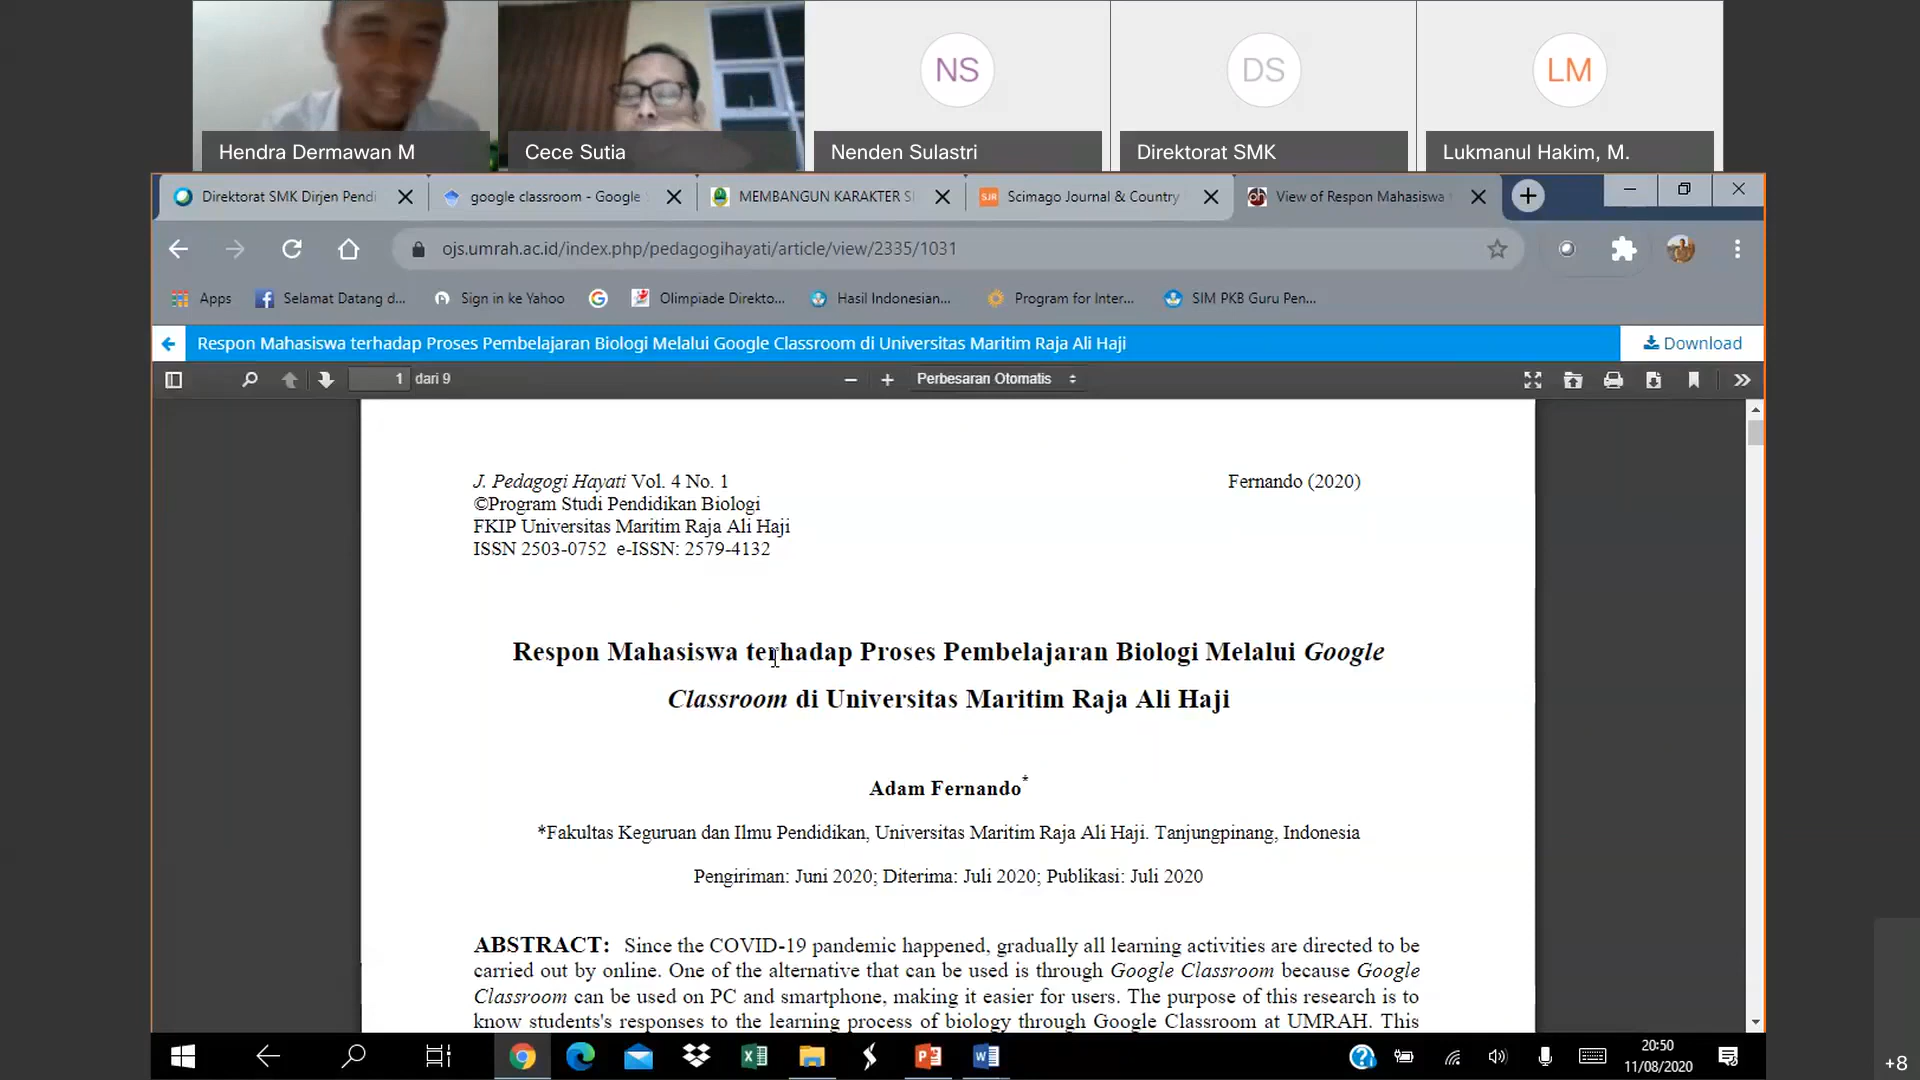 NS
DS
LM
Hendra Dermawan M
Cece Sutia
Nenden Sulastri
Direktorat SMK
Lukmanul Hakim, M.
Direktorat SMK Dirjen Pendi
google classroom - Google
MEMBANGUN KARAKTER S
SJR
Scimago Journal & Country
View of Respon Mahasiswa
ojs.umrah.ac.id/index.php/pedagogihayati/article/view/2335/1031
Apps
Selamat Datang d...
Sign in ke Yahoo
Olimpiade Direkto...
Hasil Indonesian...
Program for Inter...
SIM PKB Guru Pen...
Respon Mahasiswa terhadap Proses Pembelajaran Biologi Melalui Google Classroom di Universitas Maritim Raja Ali Haji
Download
1 dari 9
Perbesaran Otomatis
J. Pedagogi Hayati Vol. 4 No. 1
Fernando (2020)
©Program Studi Pendidikan Biologi
FKIP Universitas Maritim Raja Ali Haji
ISSN 2503-0752 e-ISSN: 2579-4132
Respon Mahasiswa terhadap Proses Pembelajaran Biologi Melalui Google
Classroom di Universitas Maritim Raja Ali Haji
Adam Fernando*
*Fakultas Keguruan dan Ilmu Pendidikan, Universitas Maritim Raja Ali Haji. Tanjungpinang, Indonesia
Pengiriman: Juni 2020; Diterima: Juli 2020; Publikasi: Juli 2020
ABSTRACT: Since the COVID-19 pandemic happened, gradually all learning activities are directed to be
carried out by online. One of the alternative that can be used is through Google Classroom because Google
Classroom can be used on PC and smartphone, making it easier for users. The purpose of this research is to
know students's responses to the learning process of biology through Google Classroom at UMRAH. This
20:50
11/08/2020
+8